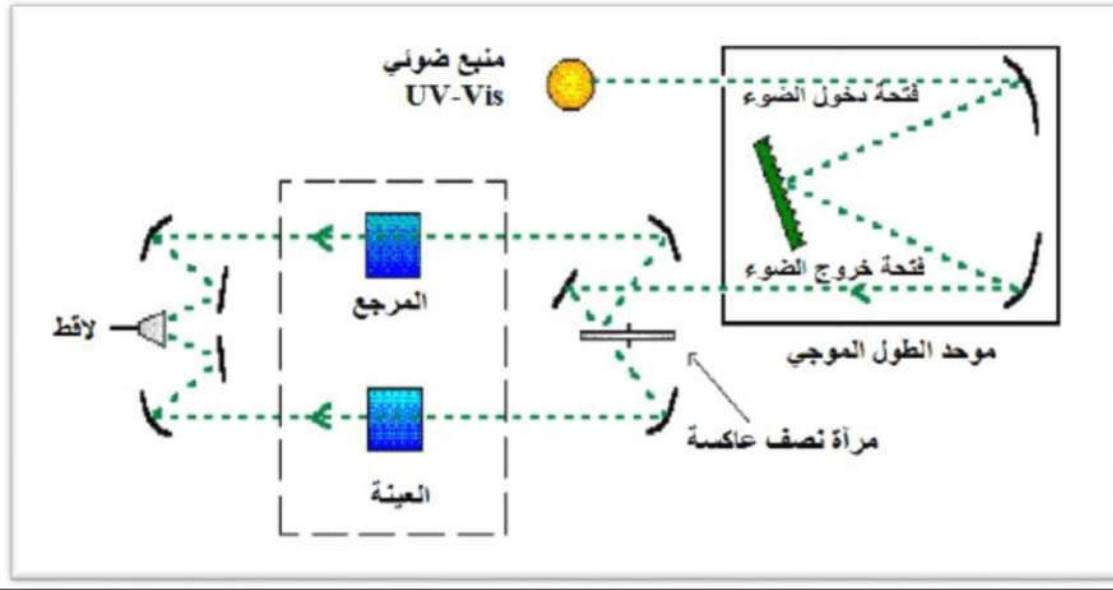 منبع ضوئي
UV-Vis
فتحة دخول الضوء
فتحة خروج الضوء
موحد الطول الموجي
المرجع
لاقط
مرآة نصف عاكسة
العينة